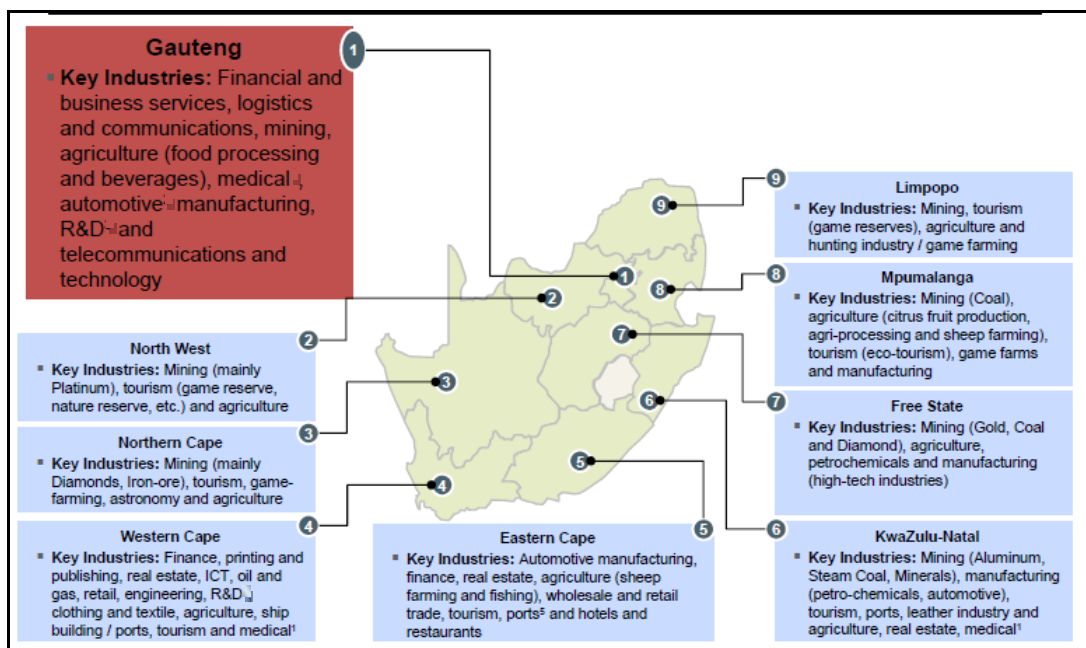 Gauteng
1
▪ Key Industries: Financial and
business services, logistics
and communications, mining,
agriculture (food processing
and beverages), medical,
automotive manufacturing,
R&D and
telecommunications and
technology
2
North West
▪ Key Industries: Mining (mainly
Platinum), tourism (game reserve,
nature reserve, etc.) and agriculture
3
Northern Cape
▪ Key Industries: Mining (mainly
Diamonds, Iron-ore), tourism, game-
farming, astronomy and agriculture
4
Western Cape
▪ Key Industries: Finance, printing and
publishing, real estate, ICT, oil and
gas, retail, engineering, R&D
clothing and textile, agriculture, ship
building / ports, tourism and medical¹
5
Eastern Cape
▪ Key Industries: Automotive manufacturing,
finance, real estate, agriculture (sheep
farming and fishing), wholesale and retail
trade, tourism, ports⁵ and hotels and
restaurants
9
Limpopo
▪ Key Industries: Mining, tourism
(game reserves), agriculture and
hunting industry / game farming
8
Mpumalanga
▪ Key Industries: Mining (Coal),
agriculture (citrus fruit production,
agri-processing and sheep farming),
tourism (eco-tourism), game farms
and manufacturing
7
Free State
▪ Key Industries: Mining (Gold, Coal
and Diamond), agriculture,
petrochemicals and manufacturing
(high-tech industries)
6
KwaZulu-Natal
▪ Key Industries: Mining (Aluminum,
Steam Coal, Minerals), manufacturing
(petro-chemicals, automotive),
tourism, ports, leather industry and
agriculture, real estate, medical¹
9
1
8
2
7
3
6
5
4